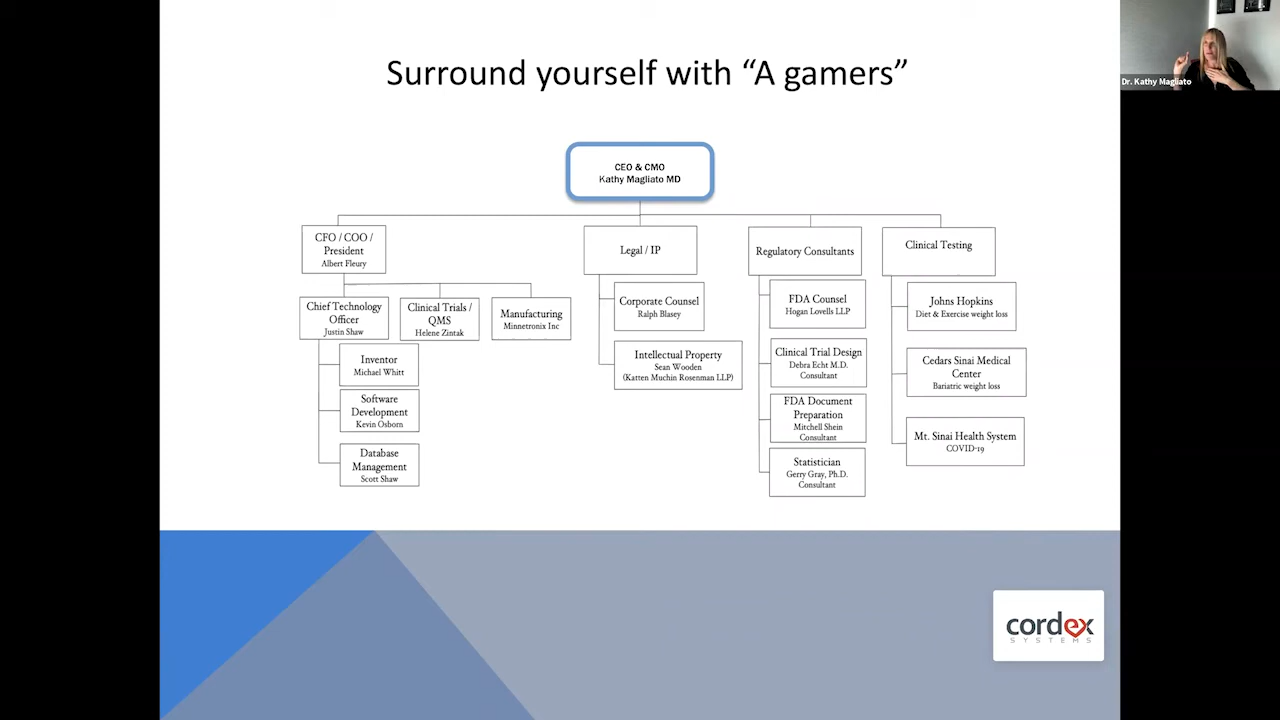 Surround yourself with “A gamers”
Dr. Kathy Magliato
CEO & CMO
Kathy Magliato MD
CFO / COO /
President
Albert Fleury
Chief Technology
Officer
Justin Shaw
Inventor
Michael Whitt
Software
Development
Kevin Osborn
Database
Management
Scott Shaw
Clinical Trials /
QMS
Helene Zintak
Manufacturing
Minnetronix Inc
Legal / IP
Corporate Counsel
Ralph Blasey
Intellectual Property
Sean Wooden
(Katten Muchin Rosenman LLP)
Regulatory Consultants
FDA Counsel
Hogan Lovells LLP
Clinical Trial Design
Debra Echt M.D.
Consultant
FDA Document
Preparation
Mitchell Shein
Consultant
Statistician
Gerry Gray, Ph.D.
Consultant
Clinical Testing
Johns Hopkins
Diet & Exercise weight loss
Cedars Sinai Medical
Center
Bariatric weight loss
Mt. Sinai Health System
COVID-19
cordex
SYSTEMS